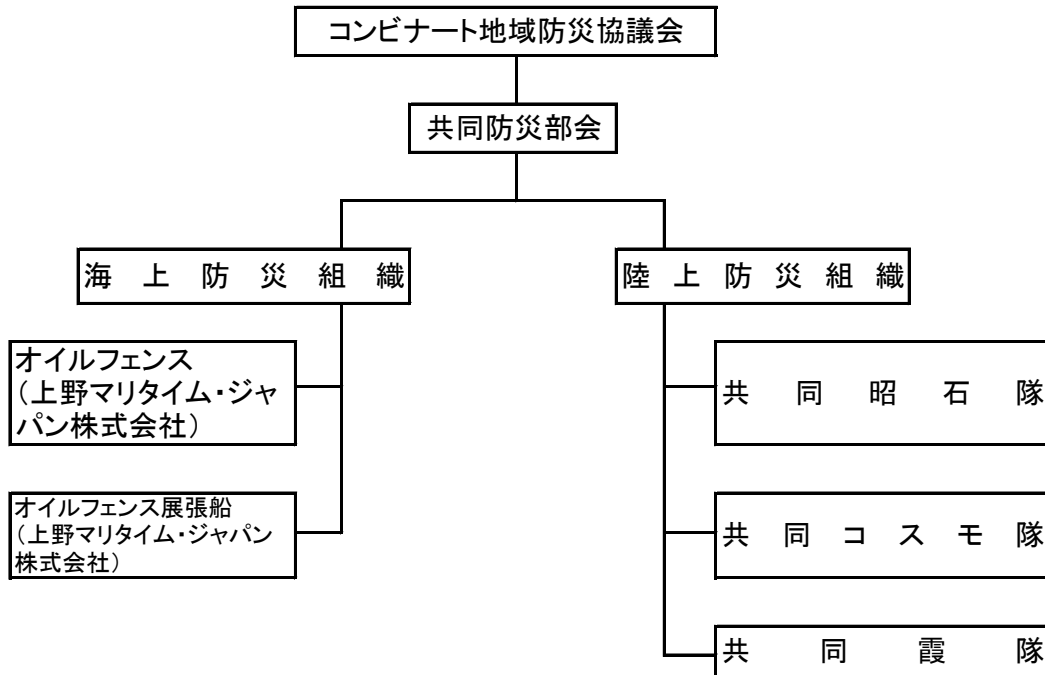 コンビナート地域防災協議会
共同防災部会
海上防災組織
陸上防災組織
オイルフェンス
（上野マリタイム・ジャ
パン株式会社）
共同昭石隊
オイルフェンス展張船
（上野マリタイム・ジャパン
株式会社）
共同コスモ隊
共同霞隊